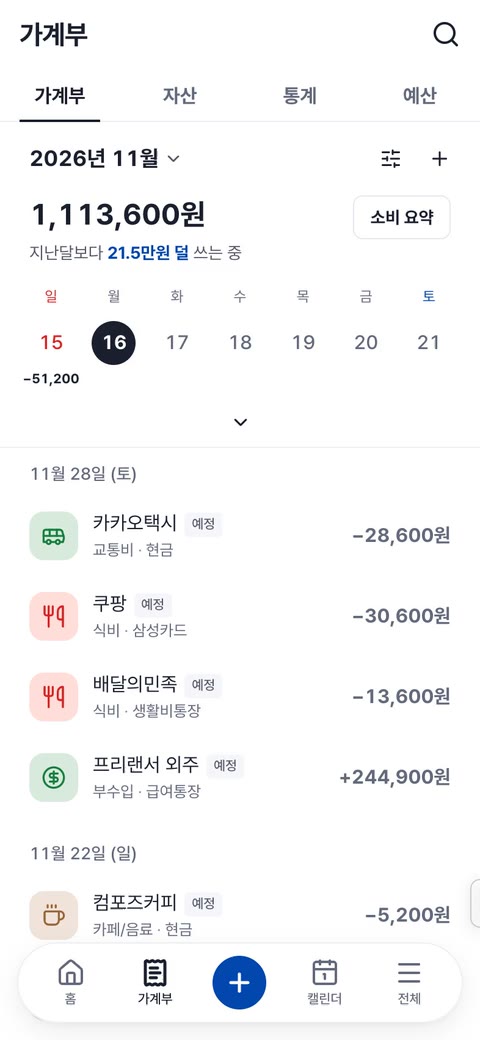 가계부
가계부 자산 통계 예산
2026년 11월
1,113,600원
소비 요약
지난달보다 21.5만원 덜 쓰는 중
일 월 화 수 목 금 토
15 16 17 18 19 20 21
−51,200
11월 28일 (토)
카카오택시 예정
교통비 · 현금
−28,600원
쿠팡 예정
식비 · 삼성카드
−30,600원
배달의민족 예정
식비 · 생활비통장
−13,600원
프리랜서 외주 예정
부수입 · 급여통장
+244,900원
11월 22일 (일)
컴포즈커피 예정
카페/음료 · 현금
−5,200원
1
홈 가계부 캘린더 전체